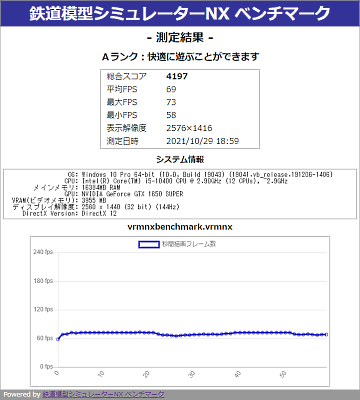 鉄道模型シミュレーターNX ベンチマーク
- 測定結果 -
Aランク：快適に遊ぶことができます
総合スコア 4197
平均FPS 69
最大FPS 73
最小FPS 58
表示解像度 2576×1416
測定日時 2021/10/29 18:59
システム情報
OS: Windows 10 Pro 64-bit (10.0, Build 19043) (19041.vb_release.191206-1406)
CPU: Intel(R) Core(TM) i5-10400 CPU @ 2.90GHz (12 CPUs), ~2.9GHz
メインメモリ: 16384MB RAM
GPU: NVIDIA GeForce GTX 1650 SUPER
VRAM(ビデオメモリ): 3955 MB
ディスプレイ解像度: 2560 x 1440 (32 bit) (144Hz)
DirectX Version: DirectX 12
vrmnxbenchmark.vrmnx
秒間描画フレーム数
240 fps
180 fps
120 fps
60 fps
0 fps
0 10 20 30 40 50
Powered by 鉄道模型シミュレーターNX ベンチマーク